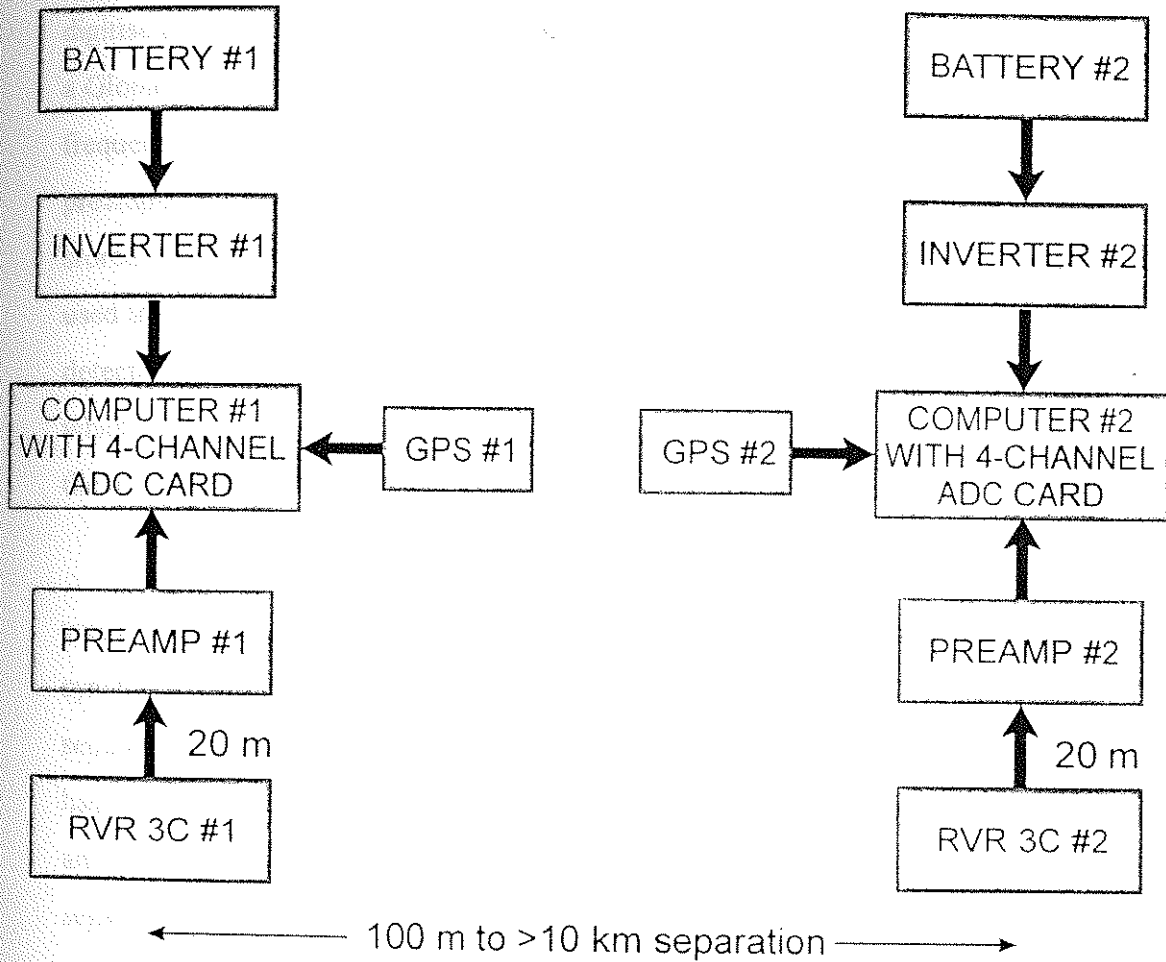 BATTERY #1
BATTERY #2
INVERTER #1
INVERTER #2
COMPUTER #1
WITH 4-CHANNEL
ADC CARD
GPS #1
GPS #2
COMPUTER #2
WITH 4-CHANNEL
ADC CARD
PREAMP #1
PREAMP #2
20 m
20 m
RVR 3C #1
RVR 3C #2
100 m to >10 km separation